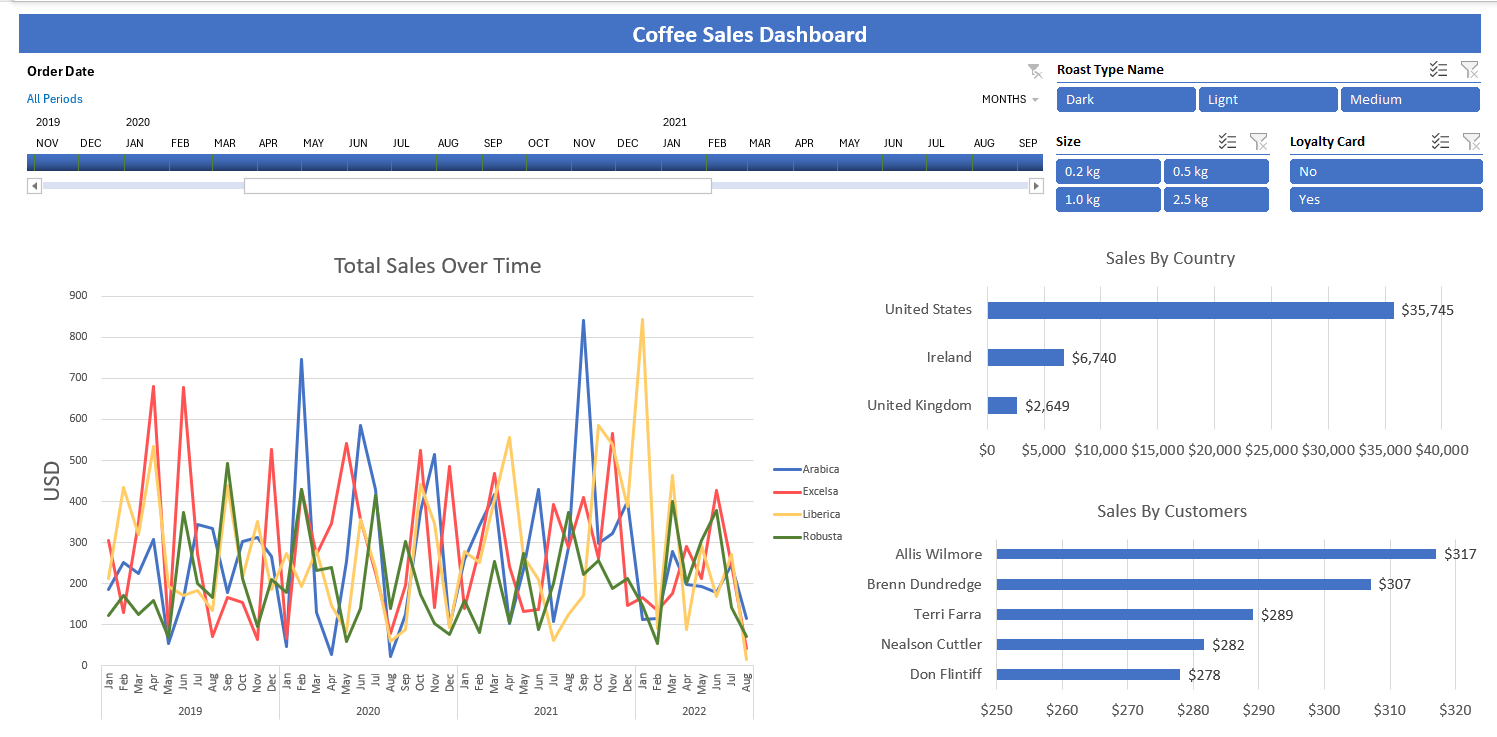 Coffee Sales Dashboard
Order Date
All Periods
MONTHS
2019 2020 2021
NOV DEC JAN FEB MAR APR MAY JUN JUL AUG SEP OCT NOV DEC JAN FEB MAR APR MAY JUN JUL AUG SEP
Roast Type Name
Dark Lignt Medium
Size
0.2 kg 0.5 kg
1.0 kg 2.5 kg
Loyalty Card
No
Yes
Total Sales Over Time
USD
900
800
700
600
500
400
300
200
100
0
Jan Feb Mar Apr May Jun Jul Aug Sep Oct Nov Dec Jan Feb Mar Apr May Jun Jul Aug Sep Oct Nov Dec Jan Feb Mar Apr May Jun Jul Aug Sep Oct Nov Dec Jan Feb Mar Apr May Jun Jul Aug
2019 2020 2021 2022
Arabica
Excelsa
Liberica
Robusta
Sales By Country
United States $35,745
Ireland $6,740
United Kingdom $2,649
$0 $5,000 $10,000 $15,000 $20,000 $25,000 $30,000 $35,000 $40,000
Sales By Customers
Allis Wilmore $317
Brenn Dundredge $307
Terri Farra $289
Nealson Cuttler $282
Don Flintiff $278
$250 $260 $270 $280 $290 $300 $310 $320